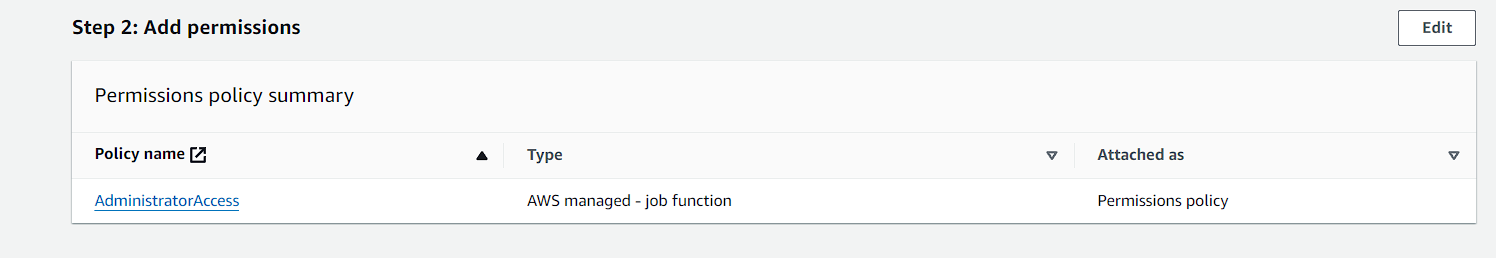 Step 2: Add permissions
Edit
Permissions policy summary
Policy name
Type
Attached as
AdministratorAccess
AWS managed - job function
Permissions policy